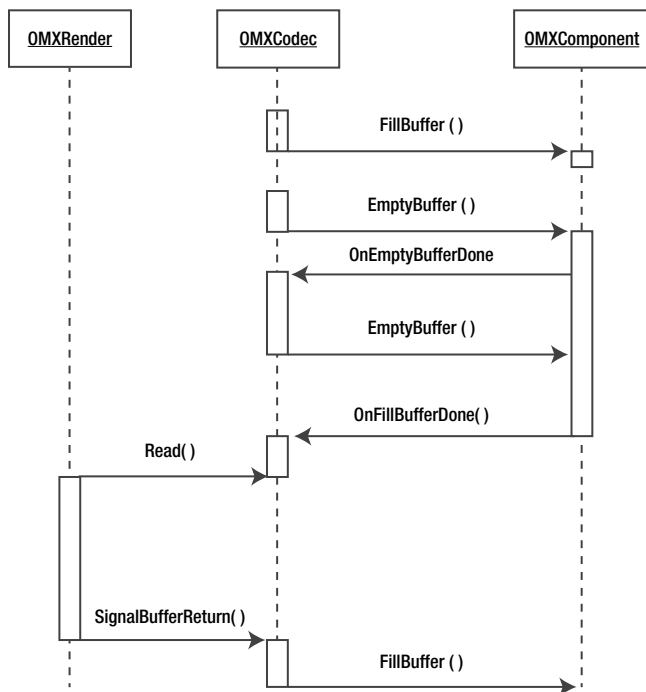 OMXRender
OMXCodec
OMXComponent
FillBuffer ( )
EmptyBuffer ( )
OnEmptyBufferDone
EmptyBuffer ( )
OnFillBufferDone( )
Read( )
SignalBufferReturn( )
FillBuffer ( )